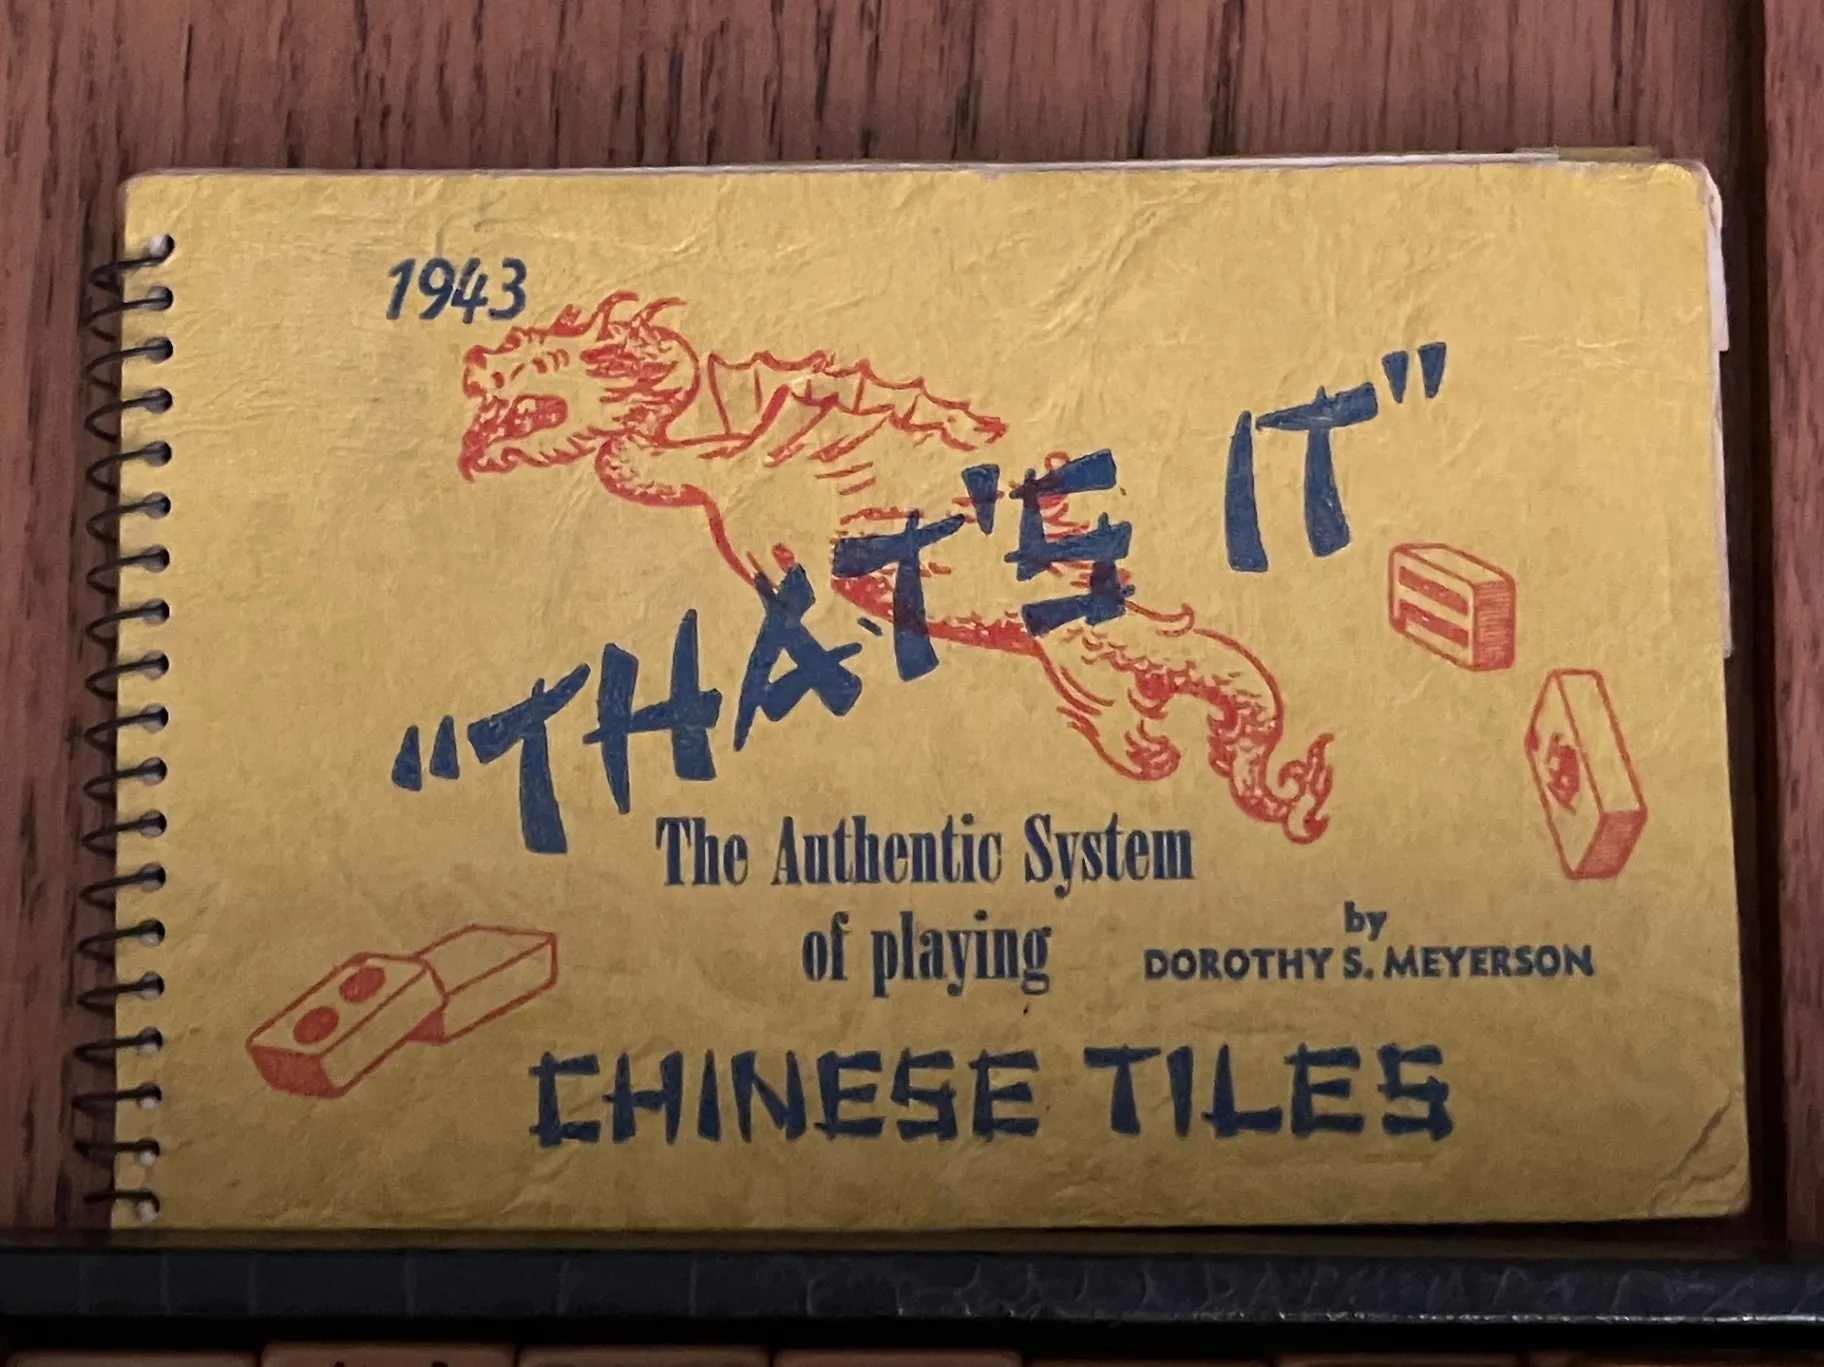 1943
"THAT'S IT"
The Authentic System
of playing
by
DOROTHY S. MEYERSON
CHINESE TILES